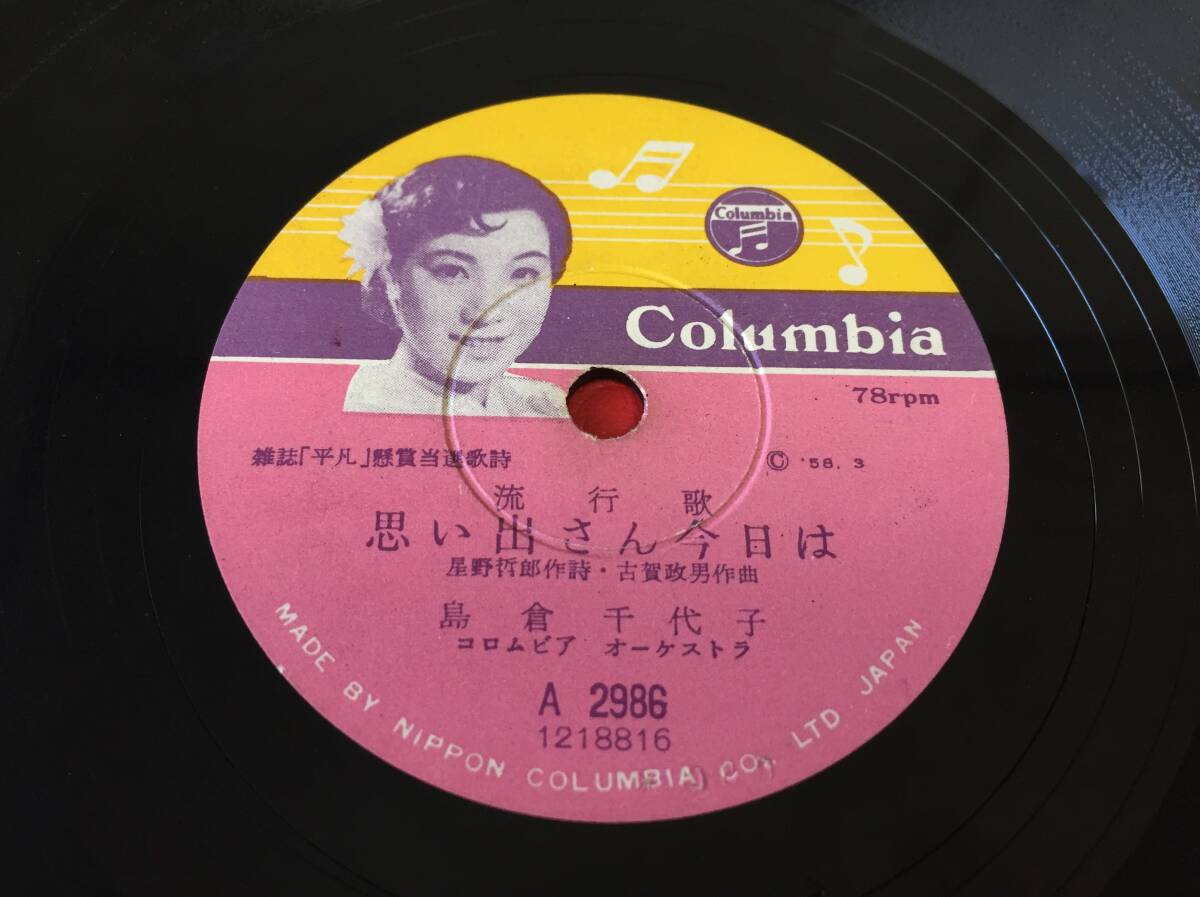 Columbia
Columbia
78rpm
雑誌「平凡」懸賞当選歌詩
Ⓒ '58. 3
流行歌
思い出さん今日は
星野哲郎作詩・古賀政男作曲
島倉千代子
コロムビア オーケストラ
A 2986
1218816
MADE BY NIPPON COLUMBIA CO., LTD. JAPAN